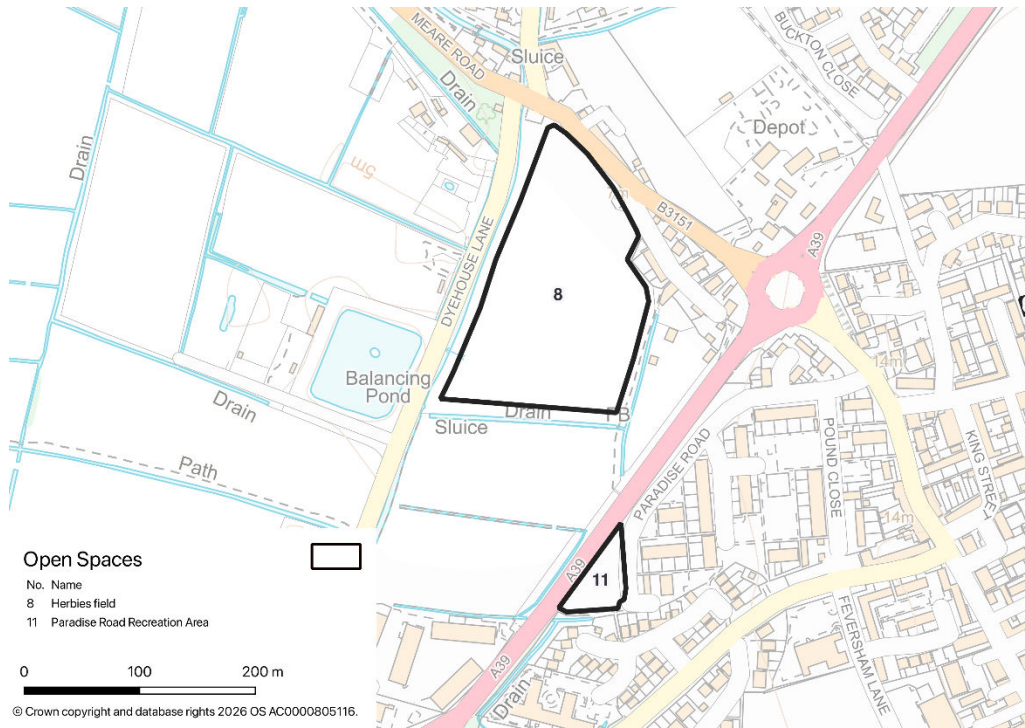 MEARE ROAD
Sluice
BUCKTON CLOSE
Drain
Depot
Drain
5m
DYEHOUSE LANE
B3151
A39
8
Balancing
Pond
14m
Drain
Drain
FB
Sluice
PARADISE ROAD
POUND CLOSE
KING STREET
Path
14m
A39
11
FEVERSHAM LANE
A39
Drain
Open Spaces
No. Name
8 Herbies field
11 Paradise Road Recreation Area
0 100 200 m
© Crown copyright and database rights 2026 OS AC0000805116.